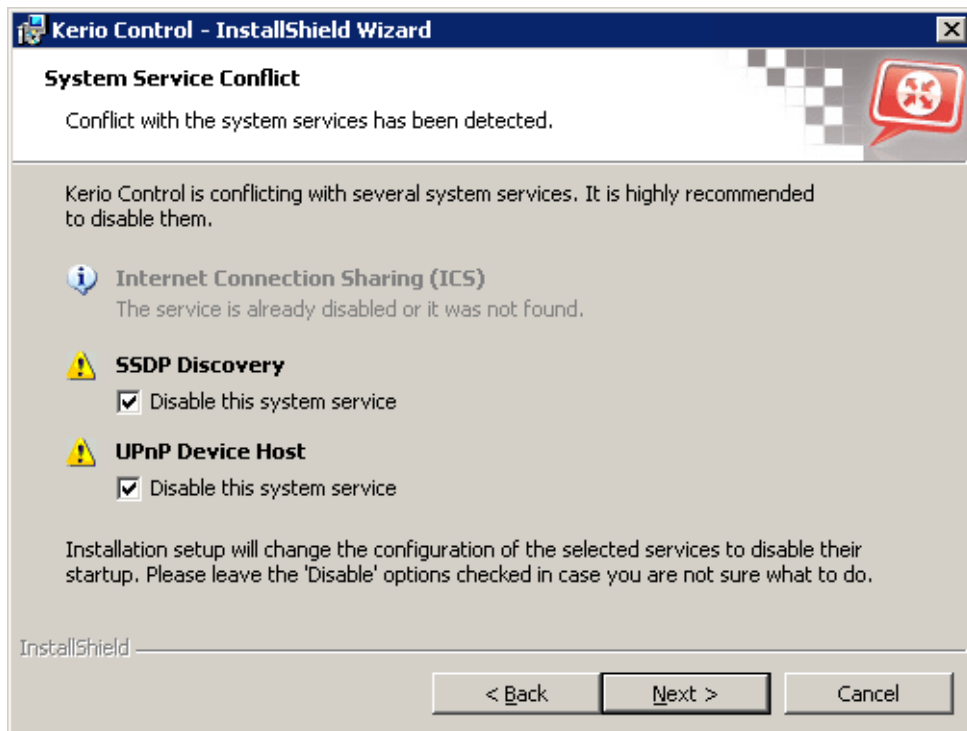 Kerio Control - InstallShield Wizard
System Service Conflict
Conflict with the system services has been detected.
Kerio Control is conflicting with several system services. It is highly recommended
to disable them.
Internet Connection Sharing (ICS)
The service is already disabled or it was not found.
SSDP Discovery
Disable this system service
UPnP Device Host
Disable this system service
Installation setup will change the configuration of the selected services to disable their
startup. Please leave the 'Disable' options checked in case you are not sure what to do.
InstallShield
< Back
Next >
Cancel